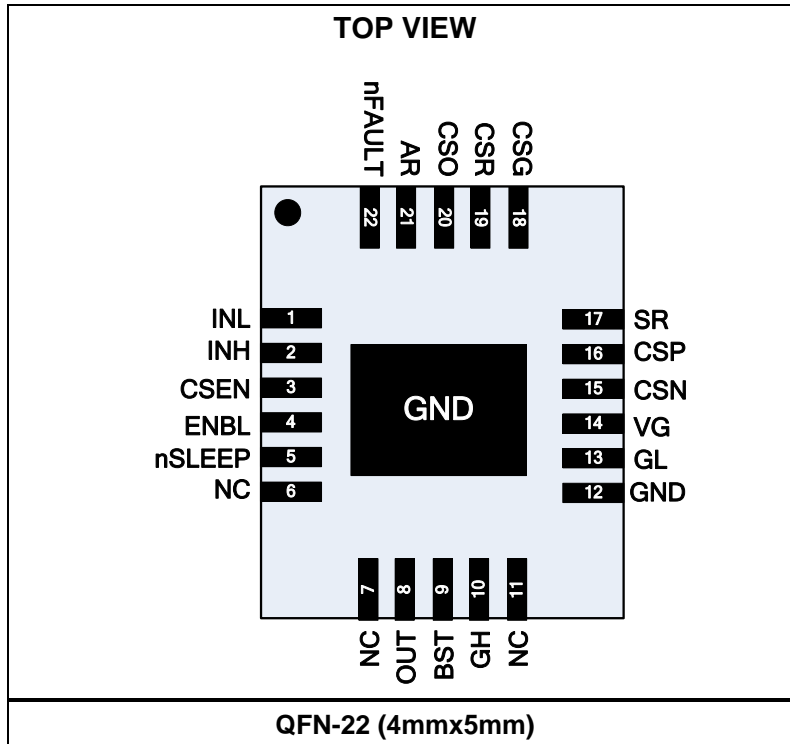 TOP VIEW
nFAULT
AR
CSO
CSR
CSG
22
21
20
19
18
INL 1
INH 2
CSEN 3
ENBL 4
nSLEEP 5
NC 6
GND
17 SR
16 CSP
15 CSN
14 VG
13 GL
12 GND
7
8
9
10
11
NC
OUT
BST
GH
NC
QFN-22 (4mmx5mm)